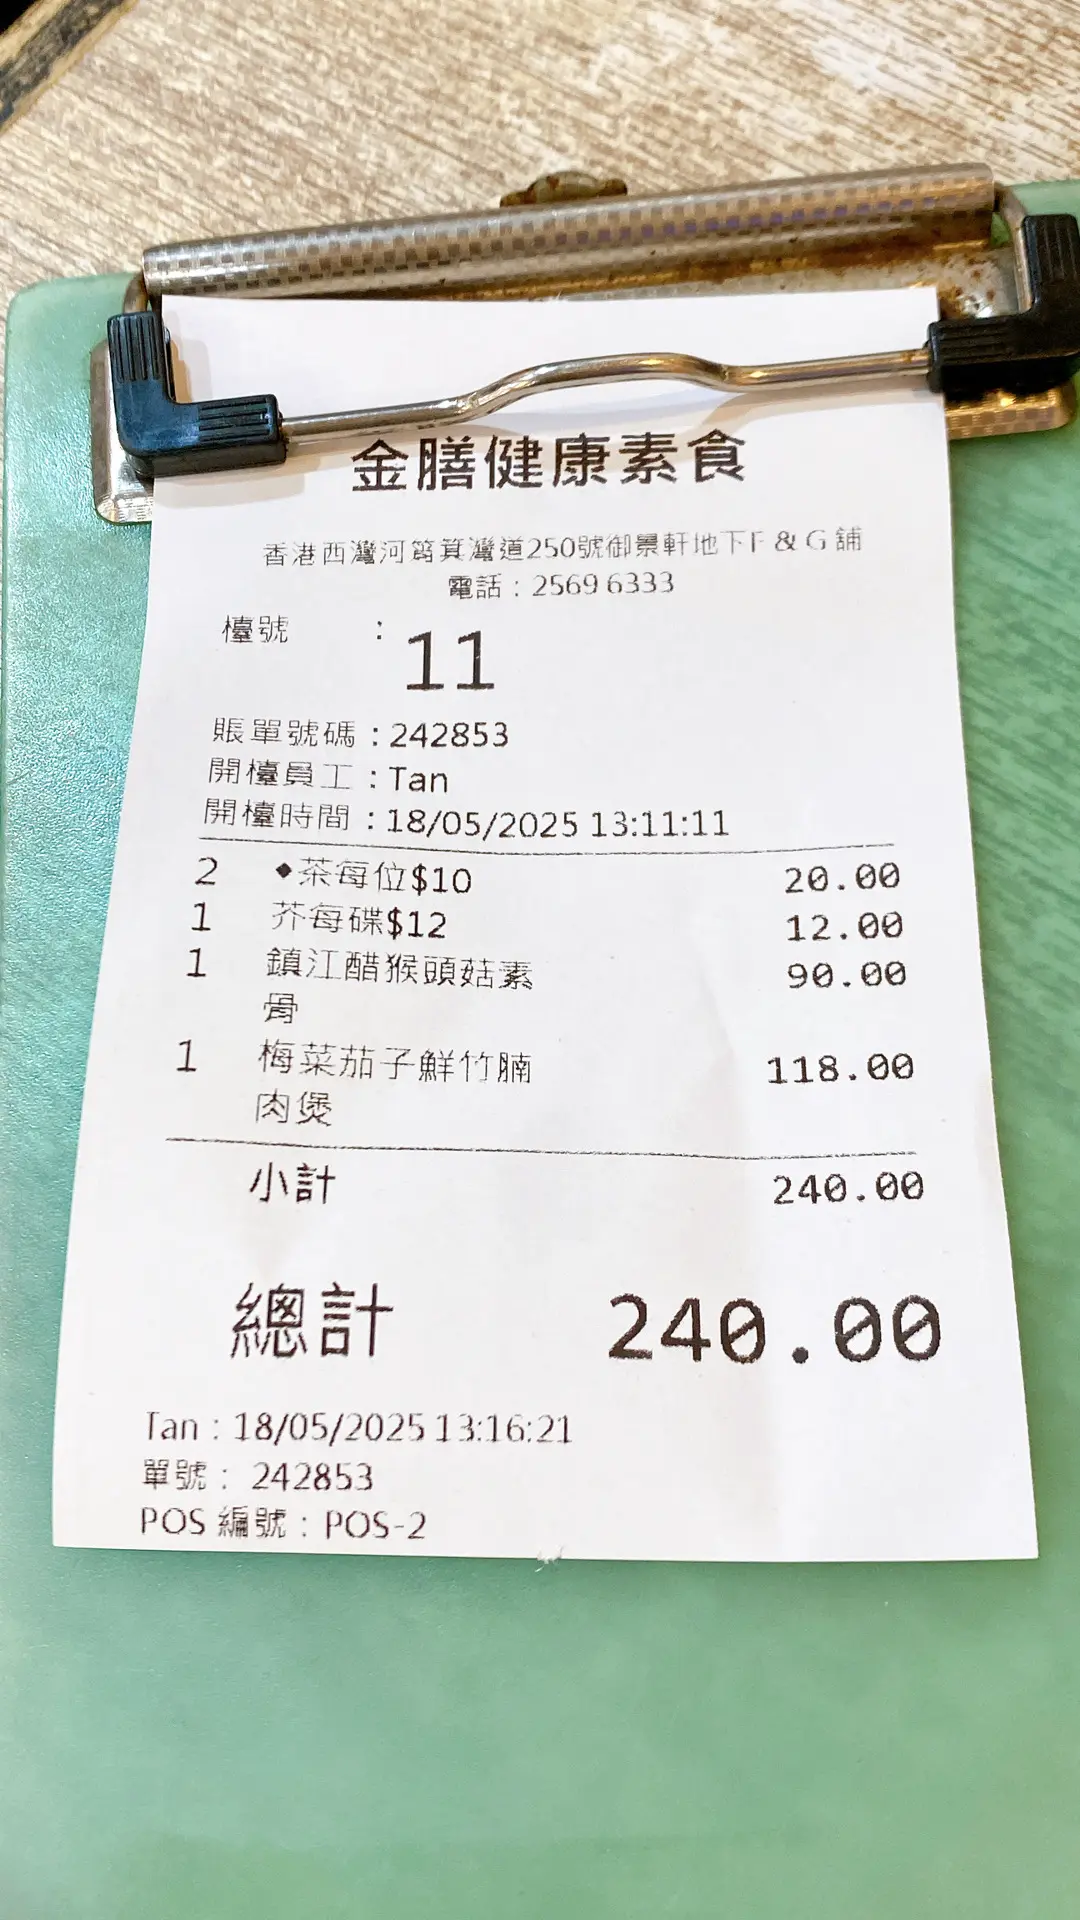 金膳健康素食
香港西灣河筲箕灣道250號御景軒地下F & G 舖
電話：2569 6333
檯號 ：11
賬單號碼：242853
開檯員工：Tan
開檯時間：18/05/2025 13:11:11
2 ◆茶每位$10 20.00
1 芥每碟$12 12.00
1 鎮江醋猴頭菇素 90.00
骨
1 梅菜茄子鮮竹腩 118.00
肉煲
小計 240.00
總計 240.00
Tan：18/05/2025 13:16:21
單號： 242853
POS 編號：POS-2